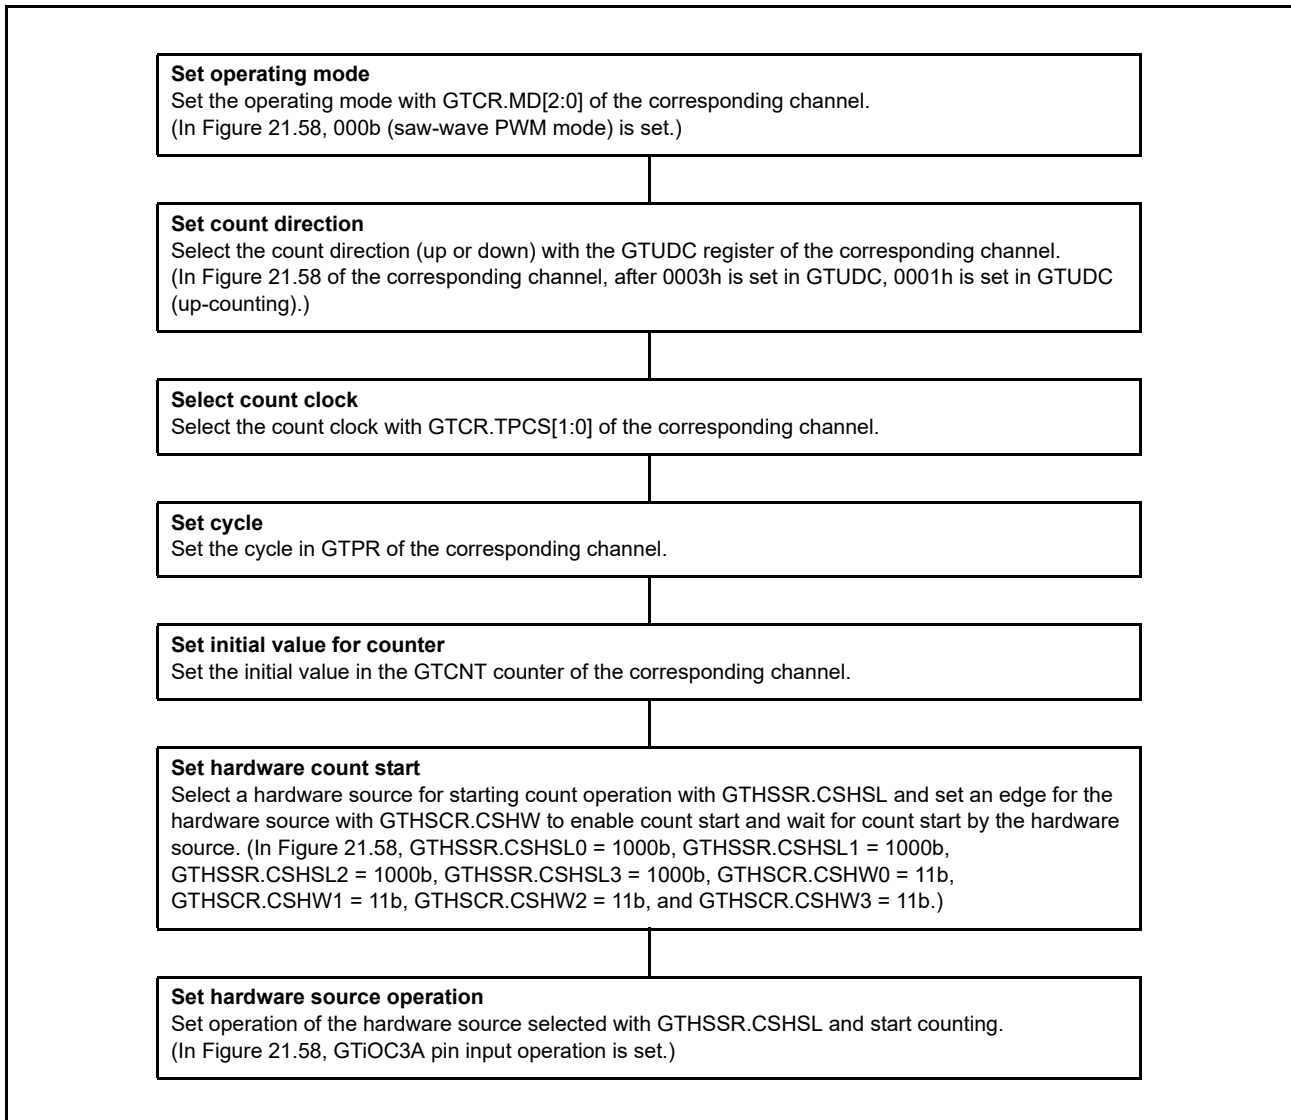 Set operating mode
Set the operating mode with GTCR.MD[2:0] of the corresponding channel.
(In Figure 21.58, 000b (saw-wave PWM mode) is set.)
Set count direction
Select the count direction (up or down) with the GTUDC register of the corresponding channel.
(In Figure 21.58 of the corresponding channel, after 0003h is set in GTUDC, 0001h is set in GTUDC
(up-counting).)
Select count clock
Select the count clock with GTCR.TPCS[1:0] of the corresponding channel.
Set cycle
Set the cycle in GTPR of the corresponding channel.
Set initial value for counter
Set the initial value in the GTCNT counter of the corresponding channel.
Set hardware count start
Select a hardware source for starting count operation with GTHSSR.CSHSL and set an edge for the
hardware source with GTHSCR.CSHW to enable count start and wait for count start by the hardware
source. (In Figure 21.58, GTHSSR.CSHSL0 = 1000b, GTHSSR.CSHSL1 = 1000b,
GTHSSR.CSHSL2 = 1000b, GTHSSR.CSHSL3 = 1000b, GTHSCR.CSHW0 = 11b,
GTHSCR.CSHW1 = 11b, GTHSCR.CSHW2 = 11b, and GTHSCR.CSHW3 = 11b.)
Set hardware source operation
Set operation of the hardware source selected with GTHSSR.CSHSL and start counting.
(In Figure 21.58, GTiOC3A pin input operation is set.)